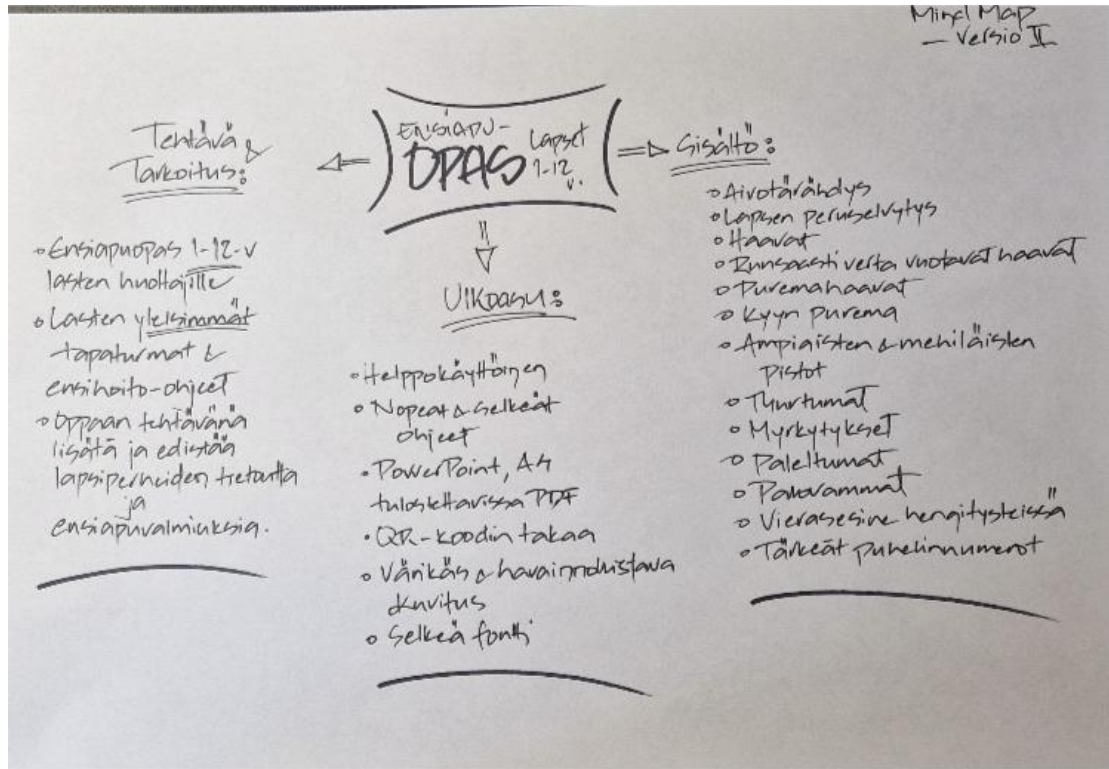 Mind Map
– Versio II
ENSIAPU-
OPAS
Lapset
1-12
v.
Tehtävä &
Tarkoitus:
• Ensiapuopas 1-12-v
lasten huoltajille
• Lasten yleisimmät
tapaturmat &
ensihoito-ohjeet
• Oppaan tehtävänä
lisätä ja edistää
lapsiperheiden tietoutta
ja
ensiapuvalmiuksia.
Ulkoasu:
• Helppokäyttöinen
• Nopeat & selkeät
ohjeet
• PowerPoint, A4
tulostettavissa PDF
• QR-koodin takaa
• Värikäs & havainnollistava
kuvitus
• Selkeä fontti
Sisältö:
• Aivotärähdys
• Lapsen peruselvytys
• Haavat
• Runsaasti verta vuotavat haavat
• Puremahaavat
• Kyyn purema
• Ampiaisten & mehiläisten
pistot
• Murtumat
• Myrkytykset
• Paleltumat
• Palovammat
• Vierasesine hengitysteissä
• Tärkeät puhelinnumerot